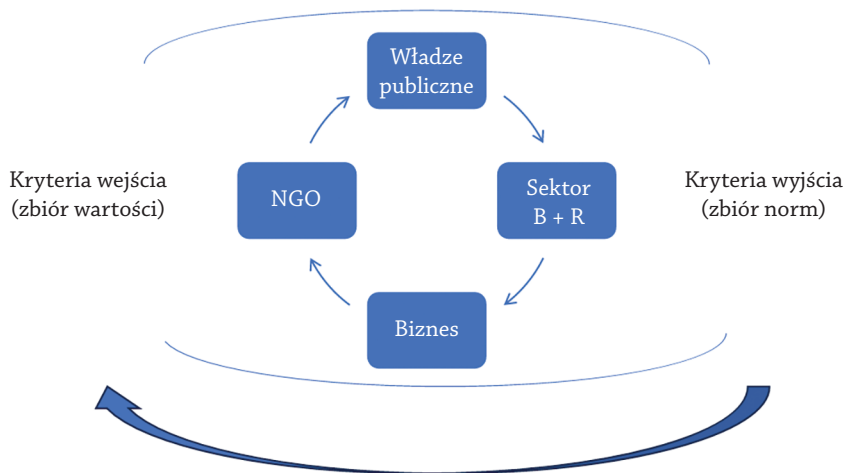 Władze
publiczne
Kryteria wejścia
(zbiór wartości)
NGO
Sektor
B + R
Kryteria wyjścia
(zbiór norm)
Biznes